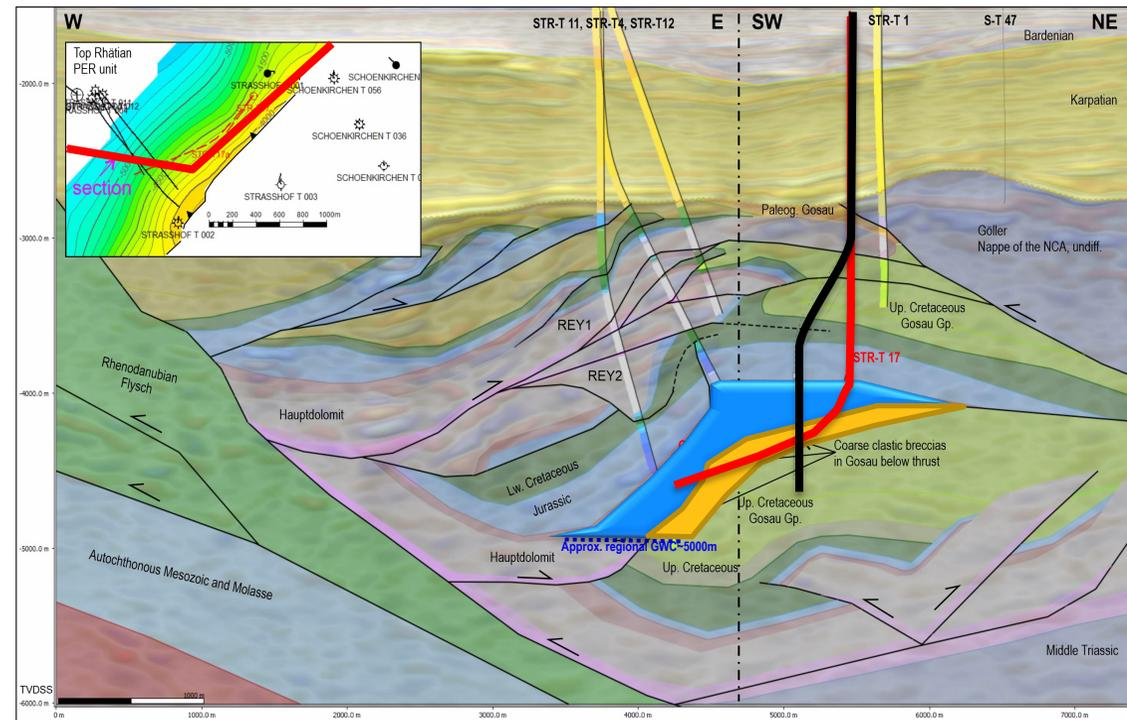 W
STR-T 11, STR-T4, STR-T12
E
SW
STR-T 1
S-T 47
NE
Bardenian
Top Rhätian
PER unit
STRASSHOF T
SCHOENKIRCHEN
SCHOENKIRCHEN T 056
SCHOENKIRCHEN T 036
SCHOENKIRCHEN T 0
STRASSHOF T 003
STRASSHOF T 002
section
0 200 400 600 800 1000m
-2000.0 m
Karpatian
-3000.0 m
Paleog. Gosau
Göller
Nappe of the NCA, undiff.
Up. Cretaceous
Gosau Gp.
REY1
REY2
STR-T 17
Rhenodanubian
Flysch
-4000.0 m
Hauptdolomit
Coarse clastic breccias
in Gosau below thrust
Lw. Cretaceous
Jurassic
Up. Cretaceous
Gosau Gp.
-5000.0 m
Approx. regional GWC~5000m
Hauptdolomit
Up. Cretaceous
Autochthonous Mesozoic and Molasse
Middle Triassic
TVDSS
1000 m
-6000.0 m
0 m
1000.0 m
2000.0 m
3000.0 m
4000.0 m
5000.0 m
6000.0 m
7000.0 m